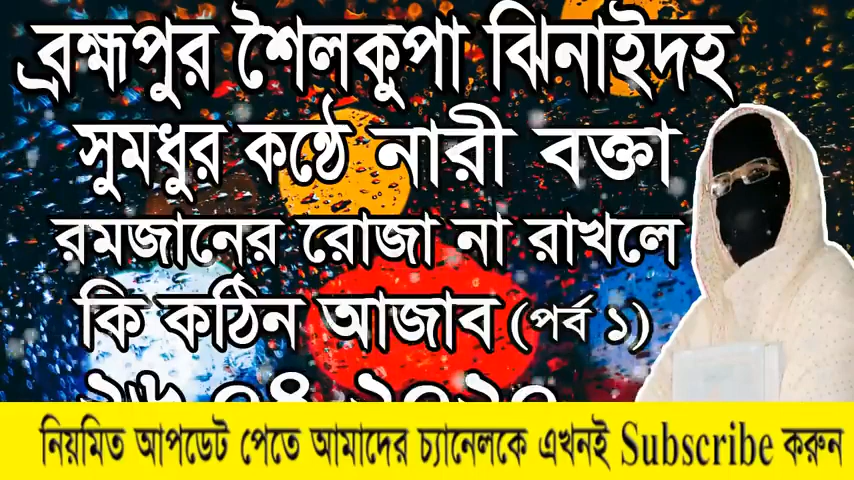 ব্রহ্মপুর শৈলকুপা ঝিনাইদহ
সুমধুর কন্ঠে নারী বক্তা
রমজানের রোজা না রাখলে
কি কঠিন আজাব (পর্ব ১)
নিয়মিত আপডেট পেতে আমাদের চ্যানেলকে এখনই Subscribe করুন